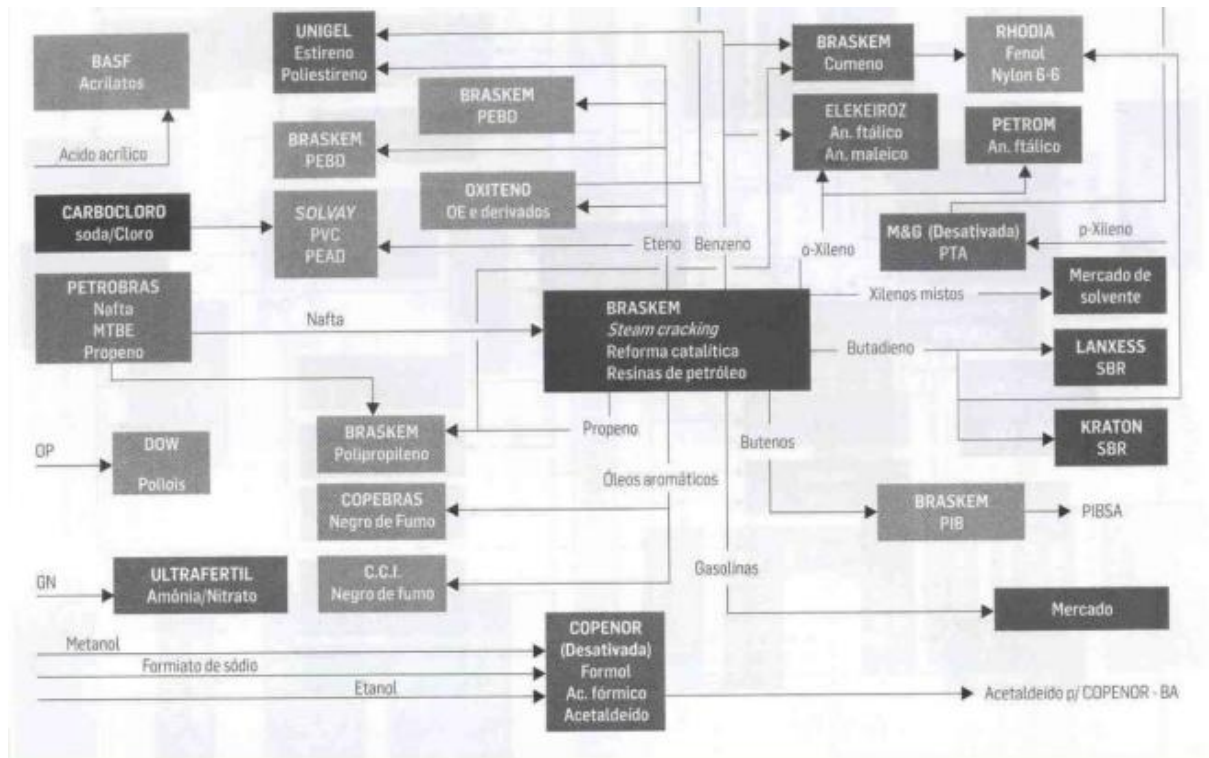 BASF
Acrilatos
Acido acrílico
CARBOCLORO
soda/Cloro
PETROBRAS
Nafta
MTBE
Propeno
Nafta
OP
DOW
Poliois
GN
ULTRAFERTIL
Amônia/Nitrato
UNIGEL
Estireno
Poliestireno
BRASKEM
PEBD
BRASKEM
PEBD
SOLVAY
PVC
PEAD
OXITENO
OE e derivados
Eteno
Benzeno
BRASKEM
Cumeno
RHODIA
Fenol
Nylon 6-6
ELEKEIROZ
An. ftálico
An. maleico
PETROM
An. ftálico
o-Xileno
M&G (Desativada)
PTA
p-Xileno
BRASKEM
Steam cracking
Reforma catalítica
Resinas de petróleo
Xilenos mistos
Mercado de
solvente
Butadieno
LANXESS
SBR
KRATON
SBR
BRASKEM
Polipropileno
Propeno
Butenos
Óleos aromáticos
COPEBRAS
Negro de Fumo
C.C.I.
Negro de fumo
BRASKEM
PIB
PIBSA
Gasolinas
Mercado
Metanol
Formiato de sódio
Etanol
COPENOR
(Desativada)
Formol
Ac. fórmico
Acetaldeído
Acetaldeído p/ COPENOR - BA